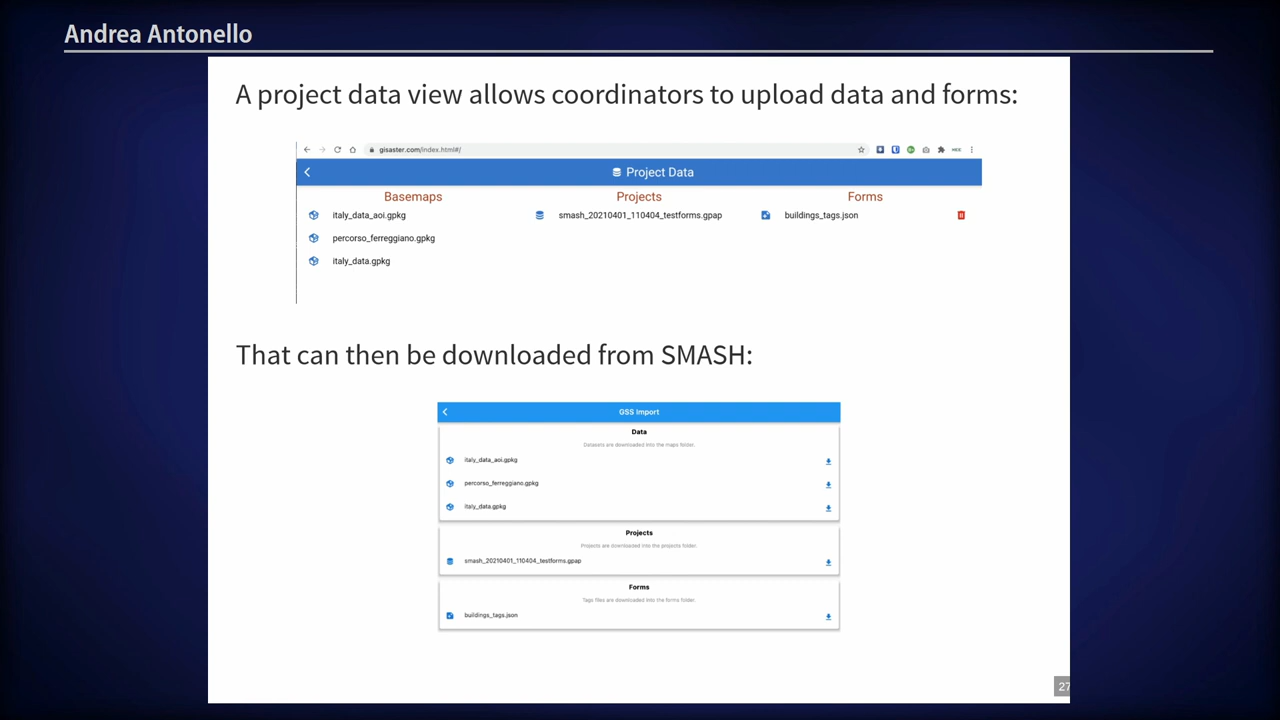 Andrea Antonello
A project data view allows coordinators to upload data and forms:
gisaster.com/index.html#/
Project Data
Basemaps Projects Forms
italy_data_aoi.gpkg smash_20210401_110404_testforms.gpap buildings_tags.json
percorso_ferreggiano.gpkg
italy_data.gpkg
That can then be downloaded from SMASH:
GSS Import
Data
Datasets are downloaded into the maps folder.
italy_data_aoi.gpkg
percorso_ferreggiano.gpkg
italy_data.gpkg
Projects
Projects are downloaded into the projects folder.
smash_20210401_110404_testforms.gpap
Forms
Tags files are downloaded into the forms folder.
buildings_tags.json
27